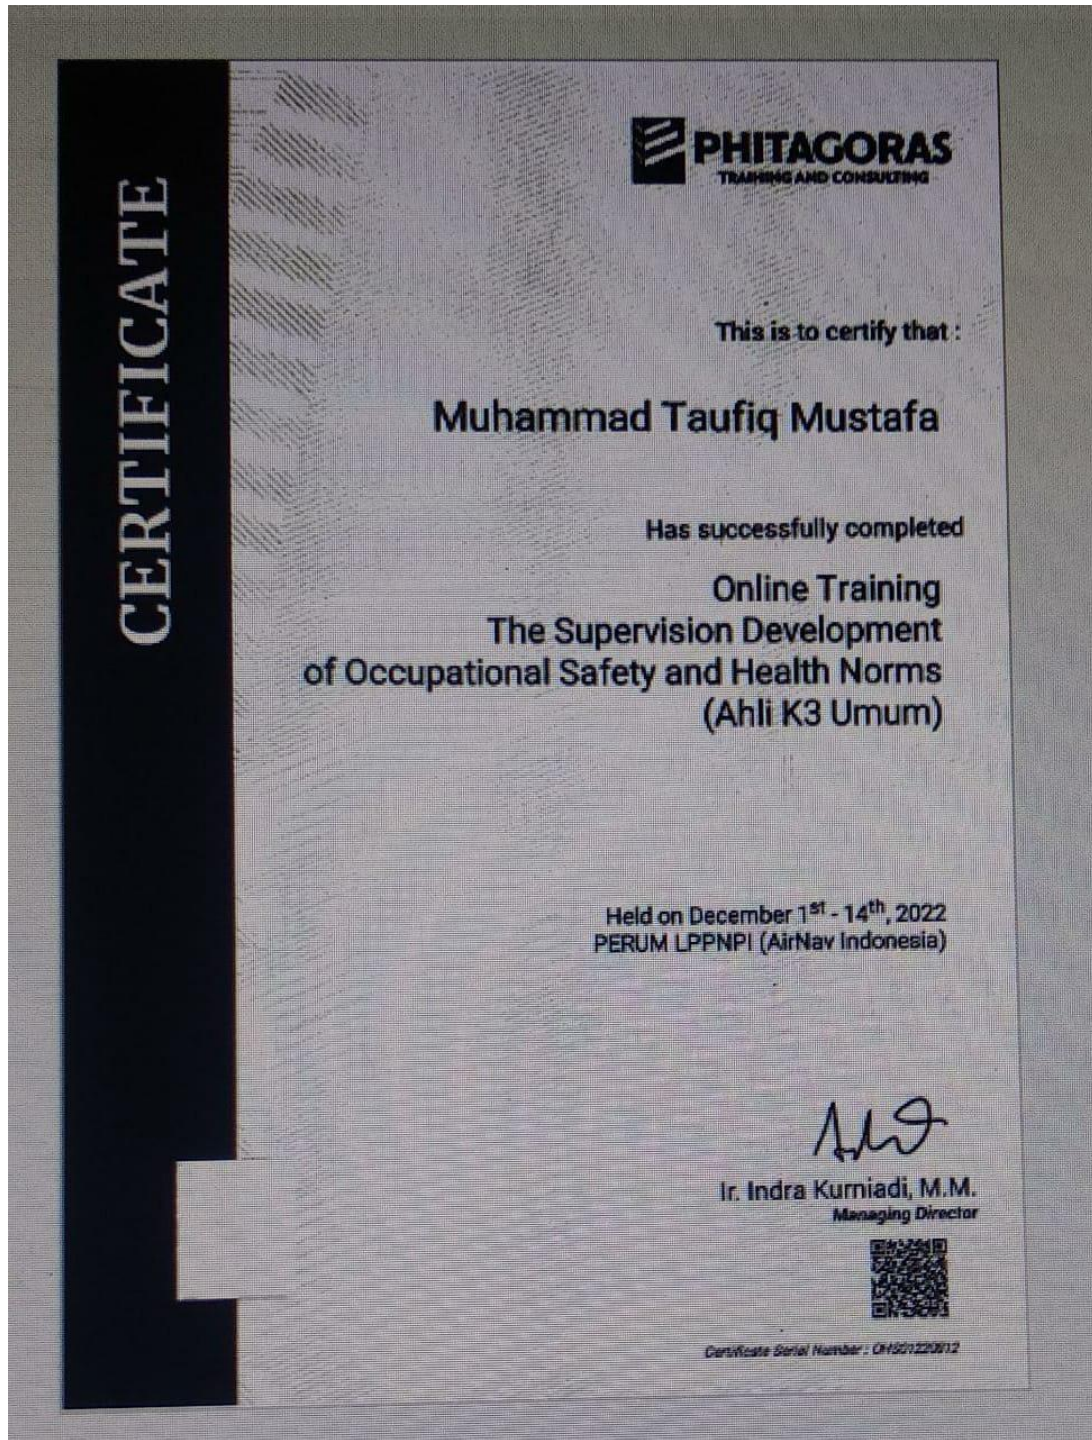 CERTIFICATE
PHITAGORAS
TRAINING AND CONSULTING
This is to certify that :
Muhammad Taufiq Mustafa
Has successfully completed
Online Training
The Supervision Development
of Occupational Safety and Health Norms
(Ahli K3 Umum)
Held on December 1st - 14th, 2022
PERUM LPPNPI (AirNav Indonesia)
Ir. Indra Kurniadi, M.M.
Managing Director
Certificate Serial Number :